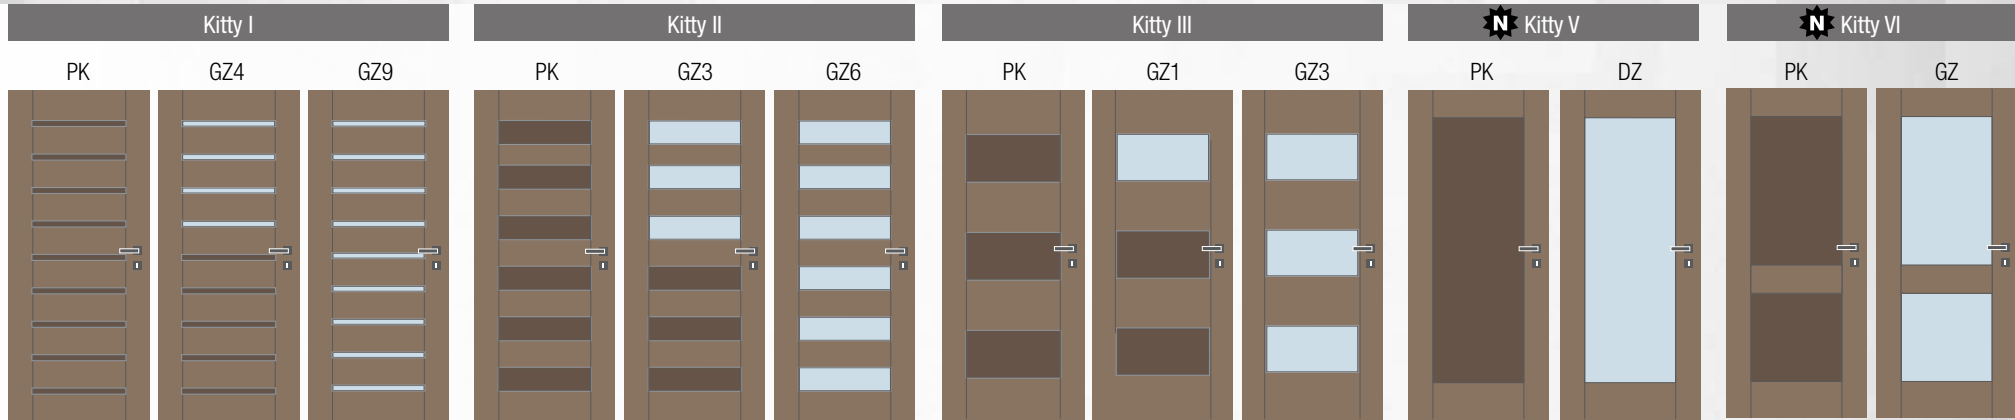 Kitty I
Kitty II
Kitty III
N Kitty V
N Kitty VI
PK GZ4 GZ9
PK GZ3 GZ6
PK GZ1 GZ3
PK DZ
PK GZ